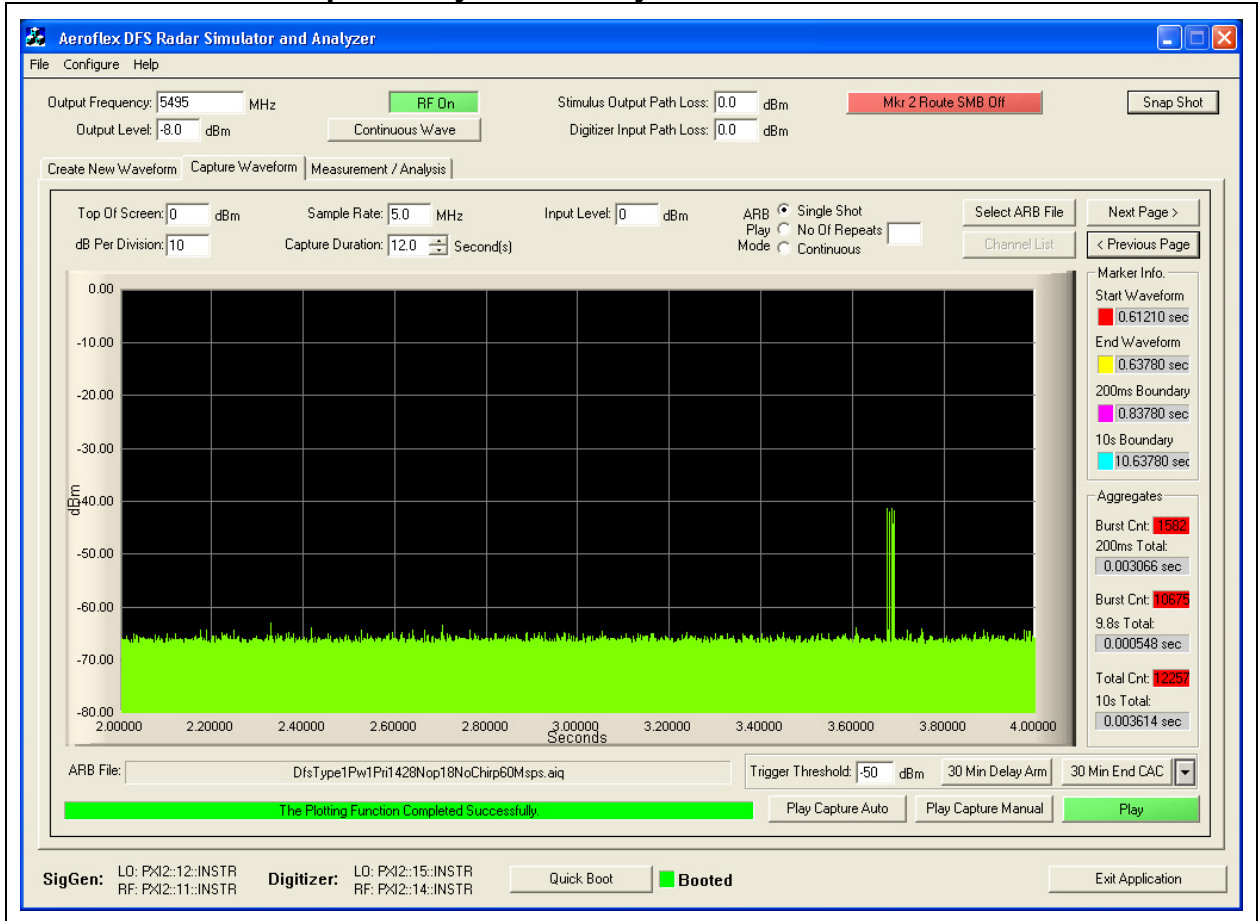 Aeroflex DFS Radar Simulator and Analyzer
File Configure Help
Output Frequency: 5495 MHz RF On Stimulus Output Path Loss: 0.0 dBm Mkr 2 Route SMB Off Snap Shot
Output Level: -8.0 dBm Continuous Wave Digitizer Input Path Loss: 0.0 dBm
Create New Waveform Capture Waveform Measurement / Analysis
Top Of Screen: 0 dBm Sample Rate: 5.0 MHz Input Level: 0 dBm ARB Play Mode Single Shot Select ARB File Next Page >
No Of Repeats
dB Per Division: 10 Capture Duration: 12.0 Second(s) Continuous Channel List < Previous Page
Marker Info.
Start Waveform
0.61210 sec
End Waveform
0.63780 sec
200ms Boundary
0.83780 sec
10s Boundary
10.63780 sec
Aggregates
Burst Cnt: 1582
200ms Total:
0.003066 sec
Burst Cnt: 10675
9.8s Total:
0.000548 sec
Total Cnt: 12257
10s Total:
0.003614 sec
0.00
-10.00
-20.00
-30.00
-40.00
-50.00
-60.00
-70.00
-80.00
dBm
2.00000 2.20000 2.40000 2.60000 2.80000 3.00000 3.20000 3.40000 3.60000 3.80000 4.00000
Seconds
ARB File: DfsType1Pw1Pri1428Nop18NoChirp60Msps.aiq Trigger Threshold: -50 dBm 30 Min Delay Arm 30 Min End CAC
The Plotting Function Completed Successfully. Play Capture Auto Play Capture Manual Play
SigGen: LO: PXI2::12::INSTR Digitizer: LO: PXI2::15::INSTR Quick Boot Booted Exit Application
RF: PXI2::11::INSTR RF: PXI2::14::INSTR